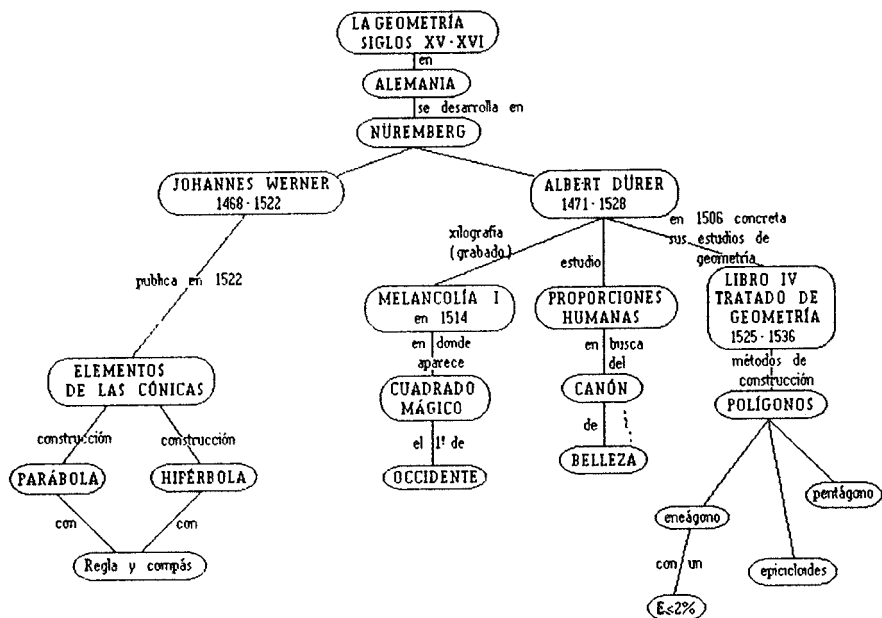 LA GEOMETRÍA
SIGLOS XV-XVI
en
ALEMANIA
se desarrolla en
NÜREMBERG
JOHANNES WERNER
1468-1522
publica en 1522
ELEMENTOS
DE LAS CÓNICAS
construcción
construcción
PARÁBOLA
HIFÉRBOLA
con
con
Regla y compás
ALBERT DÜRER
1471-1528
xilografía
(grabado)
MELANCOLÍA I
en 1514
en donde
aparece
CUADRADO
MÁGICO
el 1º de
OCCIDENTE
estudio
PROPORCIONES
HUMANAS
en busca
del
CANÓN
de
BELLEZA
en 1506 concreta
sus estudios de
geometría
LIBRO IV
TRATADO DE
GEOMETRÍA
1525-1536
métodos de
construcción
POLÍGONOS
eneágono
con un
E≤2%
epicicloides
pentágono